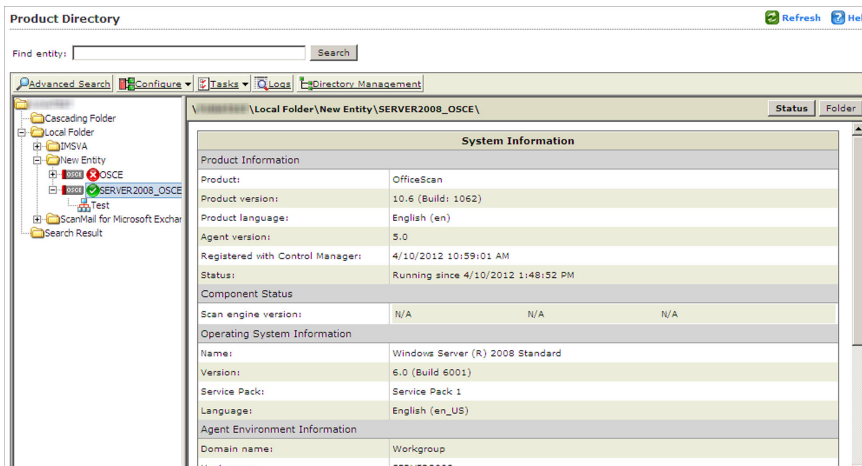 Product Directory
Refresh
Find entity:
Search
Advanced Search
Configure
Tasks
Logs
Directory Management
Cascading Folder
Local Folder
IMSVA
New Entity
OSCE OSCE
OSCE SERVER2008_OSCE
Test
ScanMail for Microsoft Exchar
Search Result
\Local Folder\New Entity\SERVER2008_OSCE\
Status
Folder
System Information
Product Information
Product: OfficeScan
Product version: 10.6 (Build: 1062)
Product language: English (en)
Agent version: 5.0
Registered with Control Manager: 4/10/2012 10:59:01 AM
Status: Running since 4/10/2012 1:48:52 PM
Component Status
Scan engine version: N/A N/A N/A
Operating System Information
Name: Windows Server (R) 2008 Standard
Version: 6.0 (Build 6001)
Service Pack: Service Pack 1
Language: English (en_US)
Agent Environment Information
Domain name: Workgroup